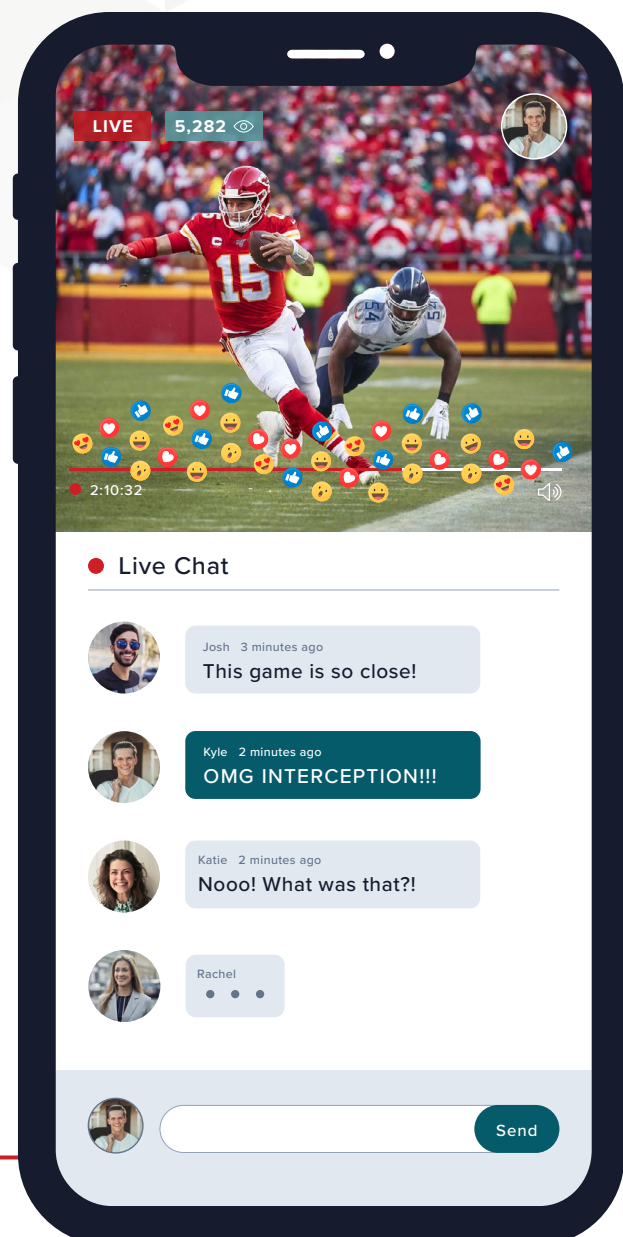 LIVE
5,282
15
54
2:10:32
Live Chat
Josh 3 minutes ago
This game is so close!
Kyle 2 minutes ago
OMG INTERCEPTION!!!
Katie 2 minutes ago
Nooo! What was that?!
Rachel
Send